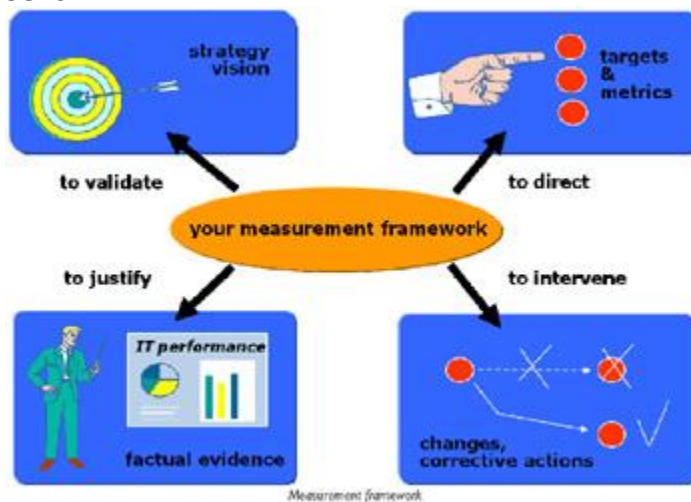 strategy
vision
targets
&
metrics
to validate
to direct
your measurement framework
to justify
to intervene
IT performance
factual evidence
changes,
corrective actions
Measurement framework